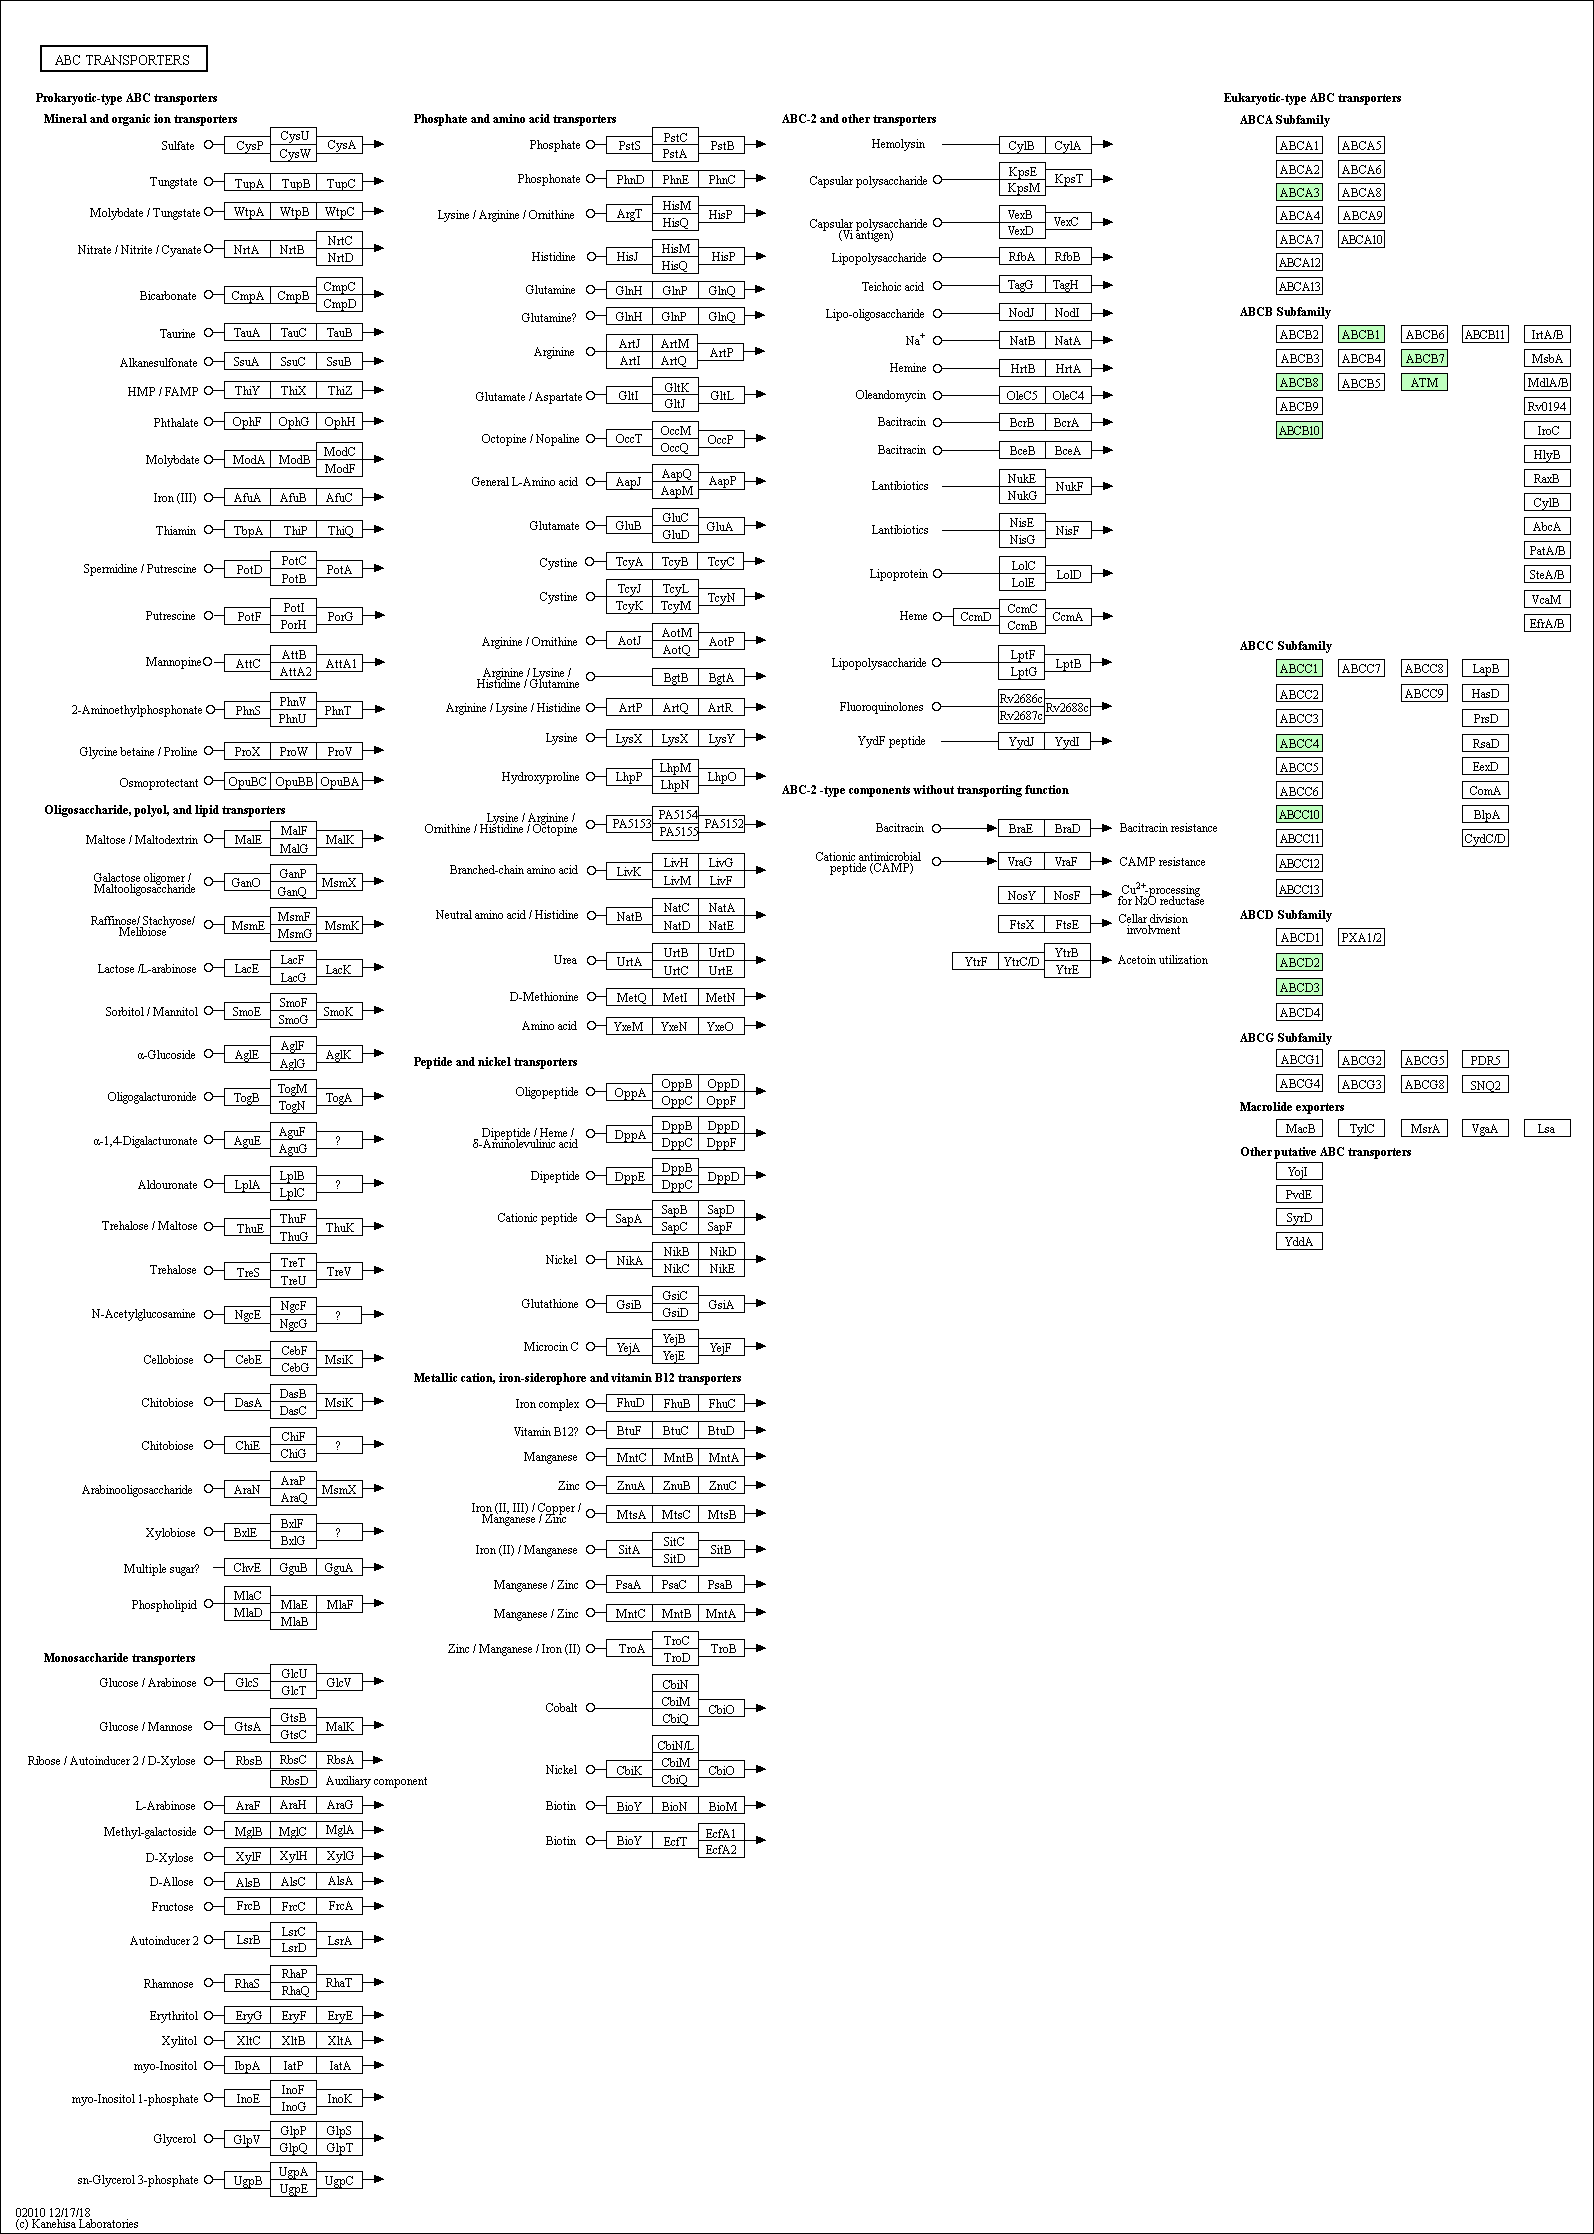 ABC TRANSPORTERS
Prokaryotic-type ABC transporters
Mineral and organic ion transporters
Sulfate CysP CysU CysW CysA
Tungstate TupA TupB TupC
Molybdate / Tungstate WtpA WtpB WtpC
Nitrate / Nitrite / Cyanate NrtA NrtB NrtC NrtD
Bicarbonate CmpA CmpB CmpC CmpD
Taurine TauA TauC TauB
Alkanesulfonate SsuA SsuC SsuB
HMP / FAMP ThiY ThiX ThiZ
Phthalate OphF OphG OphH
Molybdate ModA ModB ModC ModF
Iron (III) AfuA AfuB AfuC
Thiamin TbpA ThiP ThiQ
Spermidine / Putrescine PotD PotC PotB PotA
Putrescine PotF PotI PorH PorG
Mannopine AttC AttB AttA2 AttA1
2-Aminoethylphosphonate PhnS PhnV PhnU PhnT
Glycine betaine / Proline ProX ProW ProV
Osmoprotectant OpuBC OpuBB OpuBA
Oligosaccharide, polyol, and lipid transporters
Maltose / Maltodextrin MalE MalF MalG MalK
Galactose oligomer /
Maltooligosaccharide GanO GanP GanQ MsmX
Raffinose/ Stachyose/
Melibiose MsmE MsmF MsmG MsmK
Lactose /L-arabinose LacE LacF LacG LacK
Sorbitol / Mannitol SmoE SmoF SmoG SmoK
α-Glucoside AglE AglF AglG AglK
Oligogalacturonide TogB TogM TogN TogA
α-1,4-Digalacturonate AguE AguF AguG ?
Aldouronate LplA LplB LplC ?
Trehalose / Maltose ThuE ThuF ThuG ThuK
Trehalose TreS TreT TreU TreV
N-Acetylglucosamine NgcE NgcF NgcG ?
Cellobiose CebE CebF CebG MsiK
Chitobiose DasA DasB DasC MsiK
Chitobiose ChiE ChiF ChiG ?
Arabinooligosaccharide AraN AraP AraQ MsmX
Xylobiose BxlE BxlF BxlG ?
Multiple sugar? ChvE GguB GguA
Phospholipid MlaC MlaD MlaE MlaB MlaF
Monosaccharide transporters
Glucose / Arabinose GlcS GlcU GlcT GlcV
Glucose / Mannose GtsA GtsB GtsC MalK
Ribose / Autoinducer 2 / D-Xylose RbsB RbsC RbsA
RbsD Auxiliary component
L-Arabinose AraF AraH AraG
Methyl-galactoside MglB MglC MglA
D-Xylose XylF XylH XylG
D-Allose AlsB AlsC AlsA
Fructose FrcB FrcC FrcA
Autoinducer 2 LsrB LsrC LsrD LsrA
Rhamnose RhaS RhaP RhaQ RhaT
Erythritol EryG EryF EryE
Xylitol XltC XltB XltA
myo-Inositol IbpA IatP IatA
myo-Inositol 1-phosphate InoE InoF InoG InoK
Glycerol GlpV GlpP GlpQ GlpS GlpT
sn-Glycerol 3-phosphate UgpB UgpA UgpE UgpC
02010 12/17/18
(c) Kanehisa Laboratories
Phosphate and amino acid transporters
Phosphate PstS PstC PstA PstB
Phosphonate PhnD PhnE PhnC
Lysine / Arginine / Ornithine ArgT HisM HisQ HisP
Histidine HisJ HisM HisQ HisP
Glutamine GlnH GlnP GlnQ
Glutamine? GlnH GlnP GlnQ
Arginine ArtJ ArtI ArtM ArtQ ArtP
Glutamate / Aspartate GltI GltK GltJ GltL
Octopine / Nopaline OccT OccM OccQ OccP
General L-Amino acid AapJ AapQ AapM AapP
Glutamate GluB GluC GluD GluA
Cystine TcyA TcyB TcyC
Cystine TcyJ TcyK TcyL TcyM TcyN
Arginine / Ornithine AotJ AotM AotQ AotP
Arginine / Lysine /
Histidine / Glutamine BgtB BgtA
Arginine / Lysine / Histidine ArtP ArtQ ArtR
Lysine LysX LysX LysY
Hydroxyproline LhpP LhpM LhpN LhpO
Lysine / Arginine /
Ornithine / Histidine / Octopine PA5153 PA5154 PA5155 PA5152
Branched-chain amino acid LivK LivH LivM LivG LivF
Neutral amino acid / Histidine NatB NatC NatD NatA NatE
Urea UrtA UrtB UrtC UrtD UrtE
D-Methionine MetQ MetI MetN
Amino acid YxeM YxeN YxeO
Peptide and nickel transporters
Oligopeptide OppA OppB OppC OppD OppF
Dipeptide / Heme /
δ-Aminolevulinic acid DppA DppB DppC DppD DppF
Dipeptide DppE DppB DppC DppD
Cationic peptide SapA SapB SapC SapD SapF
Nickel NikA NikB NikC NikD NikE
Glutathione GsiB GsiC GsiD GsiA
Microcin C YejA YejB YejE YejF
Metallic cation, iron-siderophore and vitamin B12 transporters
Iron complex FhuD FhuB FhuC
Vitamin B12? BtuF BtuC BtuD
Manganese MntC MntB MntA
Zinc ZnuA ZnuB ZnuC
Iron (II, III) / Copper /
Manganese / Zinc MtsA MtsC MtsB
Iron (II) / Manganese SitA SitC SitD SitB
Manganese / Zinc PsaA PsaC PsaB
Manganese / Zinc MntC MntB MntA
Zinc / Manganese / Iron (II) TroA TroC TroD TroB
Cobalt CbiN CbiM CbiQ CbiO
Nickel CbiK CbiN/L CbiM CbiQ CbiO
Biotin BioY BioN BioM
Biotin BioY EcfT EcfA1 EcfA2
ABC-2 and other transporters
Hemolysin CylB CylA
Capsular polysaccharide KpsE KpsM KpsT
Capsular polysaccharide
(Vi antigen) VexB VexD VexC
Lipopolysaccharide RfbA RfbB
Teichoic acid TagG TagH
Lipo-oligosaccharide NodJ NodI
Na+ NatB NatA
Hemine HrtB HrtA
Oleandomycin OleC5 OleC4
Bacitracin BcrB BcrA
Bacitracin BceB BceA
Lantibiotics NukE NukG NukF
Lantibiotics NisE NisG NisF
Lipoprotein LolC LolE LolD
Heme CcmD CcmC CcmB CcmA
Lipopolysaccharide LptF LptG LptB
Fluoroquinolones Rv2686c Rv2687c Rv2688c
YydF peptide YydJ YydI
ABC-2 -type components without transporting function
Bacitracin BraE BraD Bacitracin resistance
Cationic antimicrobial
peptide (CAMP) VraG VraF CAMP resistance
NosY NosF Cu2+-processing
for N2O reductase
FtsX FtsE Cellar division
involvment
YtrF YtrC/D YtrB YtrE Acetoin utilization
Eukaryotic-type ABC transporters
ABCA Subfamily
ABCA1 ABCA5
ABCA2 ABCA6
ABCA3 ABCA8
ABCA4 ABCA9
ABCA7 ABCA10
ABCA12
ABCA13
ABCB Subfamily
ABCB2 ABCB1 ABCB6 ABCB11 IrtA/B
ABCB3 ABCB4 ABCB7 MsbA
ABCB8 ABCB5 ATM MdlA/B
ABCB9 Rv0194
ABCB10 IroC
HlyB
RaxB
CylB
AbcA
PatA/B
SteA/B
VcaM
EfrA/B
ABCC Subfamily
ABCC1 ABCC7 ABCC8 LapB
ABCC2 ABCC9 HasD
ABCC3 PrsD
ABCC4 RsaD
ABCC5 EexD
ABCC6 ComA
ABCC10 BlpA
ABCC11 CydC/D
ABCC12
ABCC13
ABCD Subfamily
ABCD1 PXA1/2
ABCD2
ABCD3
ABCD4
ABCG Subfamily
ABCG1 ABCG2 ABCG5 PDR5
ABCG4 ABCG3 ABCG8 SNQ2
Macrolide exporters
MacB TylC MsrA VgaA Lsa
Other putative ABC transporters
YojI
PvdE
SyrD
YddA